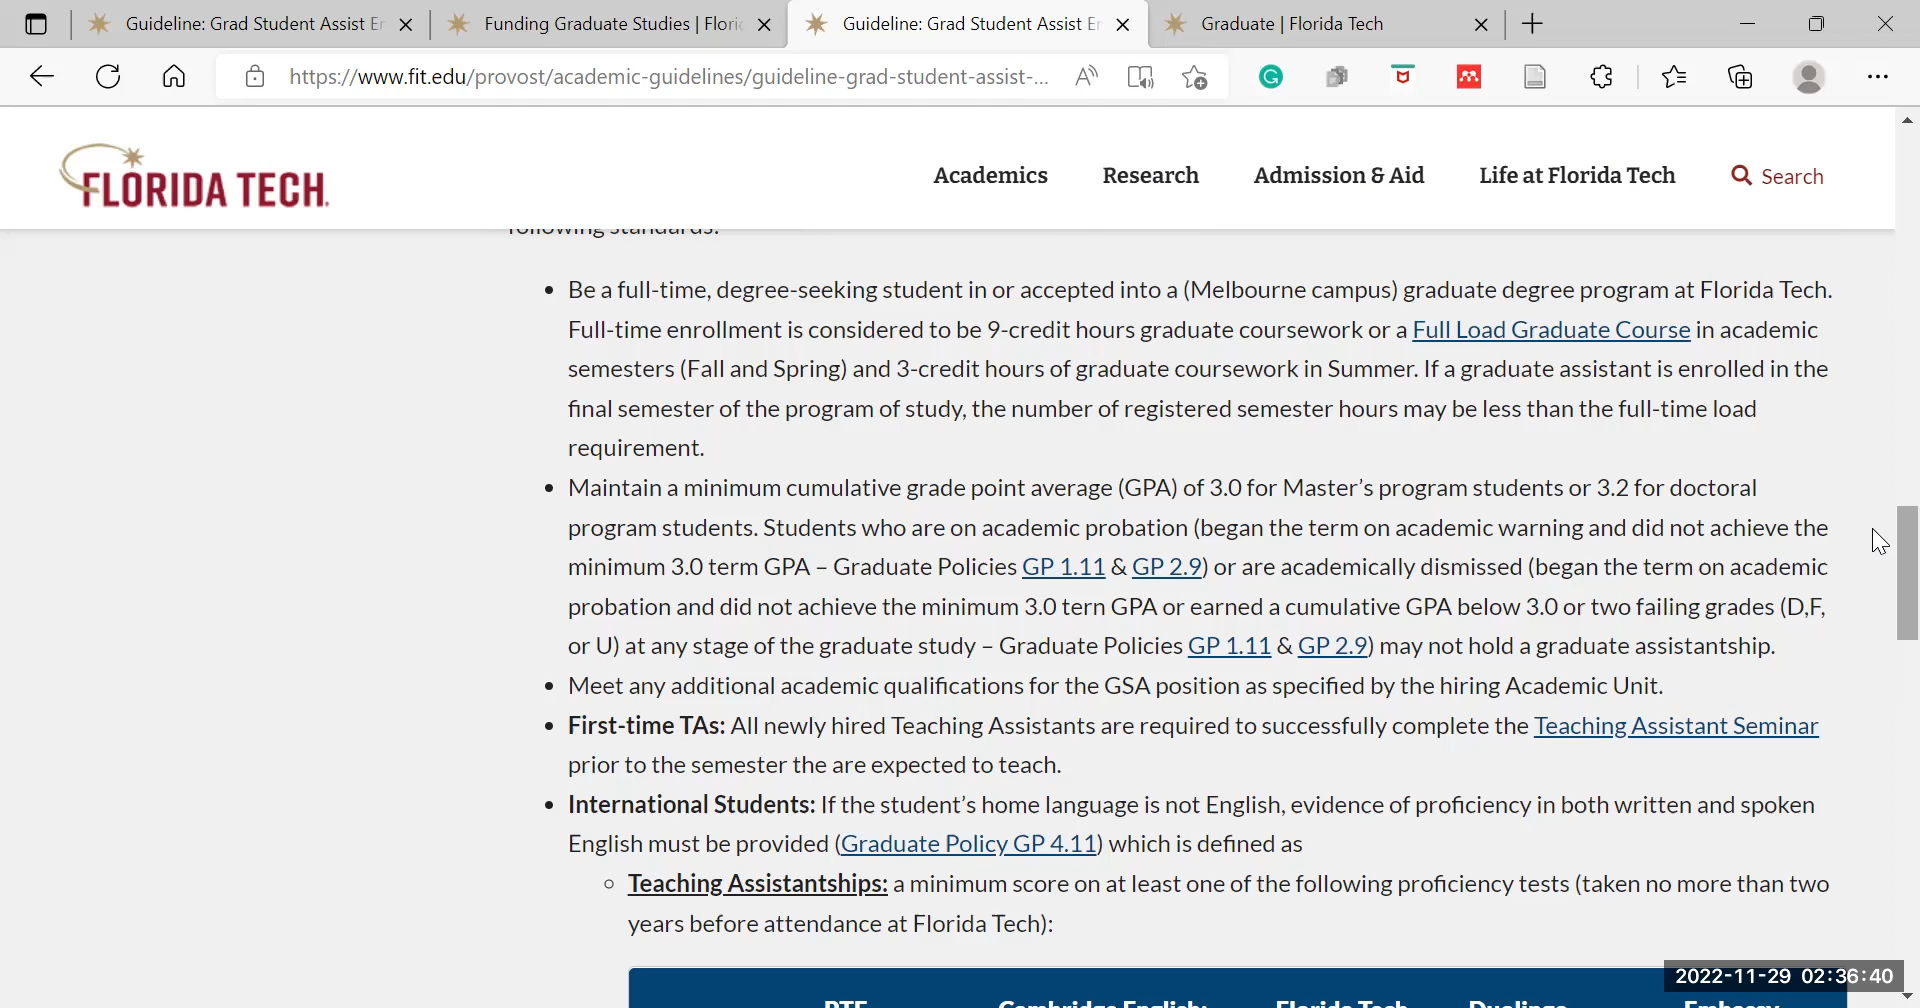 Guideline: Grad Student Assist Er
Funding Graduate Studies | Flori
Guideline: Grad Student Assist Er
Graduate | Florida Tech
https://www.fit.edu/provost/academic-guidelines/guideline-grad-student-assist-...
FLORIDA TECH
Academics
Research
Admission & Aid
Life at Florida Tech
Search
following standards:
• Be a full-time, degree-seeking student in or accepted into a (Melbourne campus) graduate degree program at Florida Tech.
Full-time enrollment is considered to be 9-credit hours graduate coursework or a Full Load Graduate Course in academic
semesters (Fall and Spring) and 3-credit hours of graduate coursework in Summer. If a graduate assistant is enrolled in the
final semester of the program of study, the number of registered semester hours may be less than the full-time load
requirement.
• Maintain a minimum cumulative grade point average (GPA) of 3.0 for Master’s program students or 3.2 for doctoral
program students. Students who are on academic probation (began the term on academic warning and did not achieve the
minimum 3.0 term GPA – Graduate Policies GP 1.11 & GP 2.9) or are academically dismissed (began the term on academic
probation and did not achieve the minimum 3.0 tern GPA or earned a cumulative GPA below 3.0 or two failing grades (D,F,
or U) at any stage of the graduate study – Graduate Policies GP 1.11 & GP 2.9) may not hold a graduate assistantship.
• Meet any additional academic qualifications for the GSA position as specified by the hiring Academic Unit.
• First-time TAs: All newly hired Teaching Assistants are required to successfully complete the Teaching Assistant Seminar
prior to the semester the are expected to teach.
• International Students: If the student’s home language is not English, evidence of proficiency in both written and spoken
English must be provided (Graduate Policy GP 4.11) which is defined as
○ Teaching Assistantships: a minimum score on at least one of the following proficiency tests (taken no more than two
years before attendance at Florida Tech):
2022-11-29 02:36:40
PTE
Cambridge English:
Florida Tech
Duolingo
Embassy